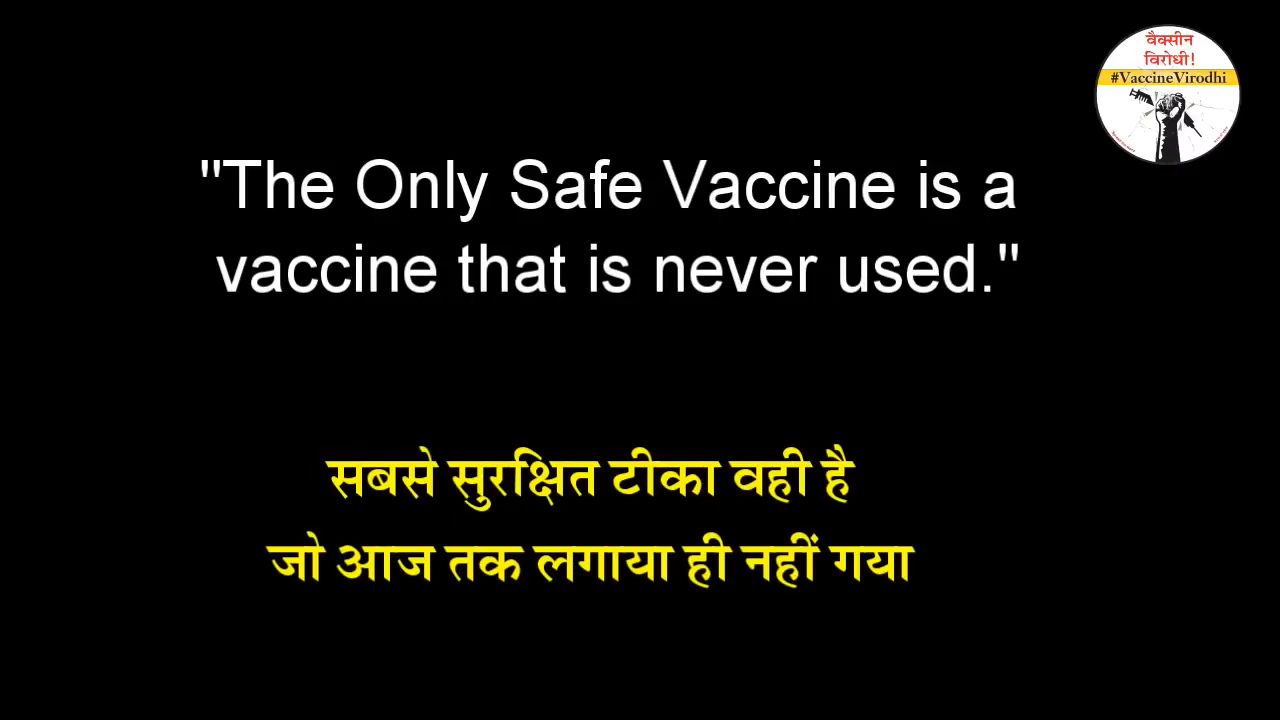 वैक्सीन
विरोधी!
#VaccineVirodhi
"The Only Safe Vaccine is a
vaccine that is never used."
सबसे सुरक्षित टीका वही है
जो आज तक लगाया ही नहीं गया